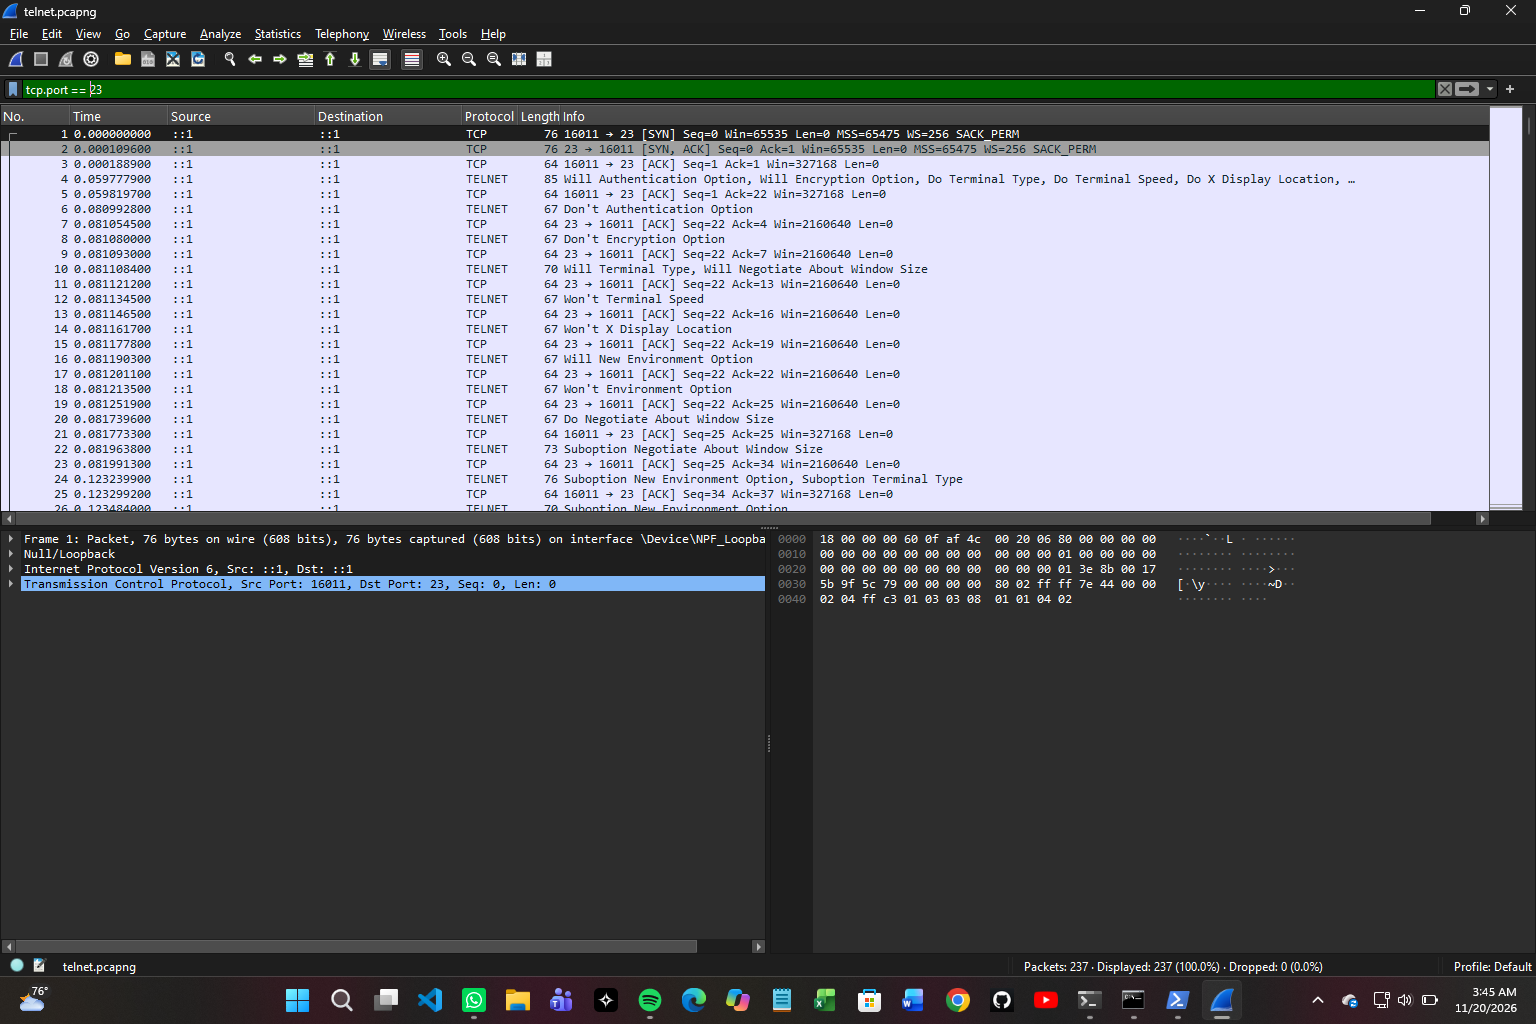 telnet.pcapng
File Edit View Go Capture Analyze Statistics Telephony Wireless Tools Help
tcp.port == 23
No. Time Source Destination Protocol Length Info
1 0.000000000 ::1 ::1 TCP 76 16011 → 23 [SYN] Seq=0 Win=65535 Len=0 MSS=65475 WS=256 SACK_PERM
2 0.000109600 ::1 ::1 TCP 76 23 → 16011 [SYN, ACK] Seq=0 Ack=1 Win=65535 Len=0 MSS=65475 WS=256 SACK_PERM
3 0.000188900 ::1 ::1 TCP 64 16011 → 23 [ACK] Seq=1 Ack=1 Win=327168 Len=0
4 0.059777900 ::1 ::1 TELNET 85 Will Authentication Option, Will Encryption Option, Do Terminal Type, Do Terminal Speed, Do X Display Location, …
5 0.059819700 ::1 ::1 TCP 64 16011 → 23 [ACK] Seq=1 Ack=22 Win=327168 Len=0
6 0.080992800 ::1 ::1 TELNET 67 Don't Authentication Option
7 0.081054500 ::1 ::1 TCP 64 23 → 16011 [ACK] Seq=22 Ack=4 Win=2160640 Len=0
8 0.081080000 ::1 ::1 TELNET 67 Don't Encryption Option
9 0.081093000 ::1 ::1 TCP 64 23 → 16011 [ACK] Seq=22 Ack=7 Win=2160640 Len=0
10 0.081108400 ::1 ::1 TELNET 70 Will Terminal Type, Will Negotiate About Window Size
11 0.081121200 ::1 ::1 TCP 64 23 → 16011 [ACK] Seq=22 Ack=13 Win=2160640 Len=0
12 0.081134500 ::1 ::1 TELNET 67 Won't Terminal Speed
13 0.081146500 ::1 ::1 TCP 64 23 → 16011 [ACK] Seq=22 Ack=16 Win=2160640 Len=0
14 0.081161700 ::1 ::1 TELNET 67 Won't X Display Location
15 0.081177800 ::1 ::1 TCP 64 23 → 16011 [ACK] Seq=22 Ack=19 Win=2160640 Len=0
16 0.081190300 ::1 ::1 TELNET 67 Will New Environment Option
17 0.081201100 ::1 ::1 TCP 64 23 → 16011 [ACK] Seq=22 Ack=22 Win=2160640 Len=0
18 0.081213500 ::1 ::1 TELNET 67 Won't Environment Option
19 0.081251900 ::1 ::1 TCP 64 23 → 16011 [ACK] Seq=22 Ack=25 Win=2160640 Len=0
20 0.081739600 ::1 ::1 TELNET 67 Do Negotiate About Window Size
21 0.081773300 ::1 ::1 TCP 64 16011 → 23 [ACK] Seq=25 Ack=25 Win=327168 Len=0
22 0.081963800 ::1 ::1 TELNET 73 Suboption Negotiate About Window Size
23 0.081991300 ::1 ::1 TCP 64 23 → 16011 [ACK] Seq=25 Ack=34 Win=2160640 Len=0
24 0.123239900 ::1 ::1 TELNET 76 Suboption New Environment Option, Suboption Terminal Type
25 0.123299200 ::1 ::1 TCP 64 16011 → 23 [ACK] Seq=34 Ack=37 Win=327168 Len=0
26 0.123484000 ::1 ::1 TELNET 70 Suboption New Environment Option
Frame 1: Packet, 76 bytes on wire (608 bits), 76 bytes captured (608 bits) on interface \Device\NPF_Loopba
Null/Loopback
Internet Protocol Version 6, Src: ::1, Dst: ::1
Transmission Control Protocol, Src Port: 16011, Dst Port: 23, Seq: 0, Len: 0
0000 18 00 00 00 60 0f af 4c 00 20 06 80 00 00 00 00 ····`··L · ······
0010 00 00 00 00 00 00 00 00 00 00 00 01 00 00 00 00 ········ ········
0020 00 00 00 00 00 00 00 00 00 00 00 01 3e 8b 00 17 ········ ····>···
0030 5b 9f 5c 79 00 00 00 00 80 02 ff ff 7e 44 00 00 [·\y···· ····~D··
0040 02 04 ff c3 01 03 03 08 01 01 04 02 ········ ····
telnet.pcapng
Packets: 237 · Displayed: 237 (100.0%) · Dropped: 0 (0.0%)
Profile: Default
76°
3:45 AM
11/20/2026